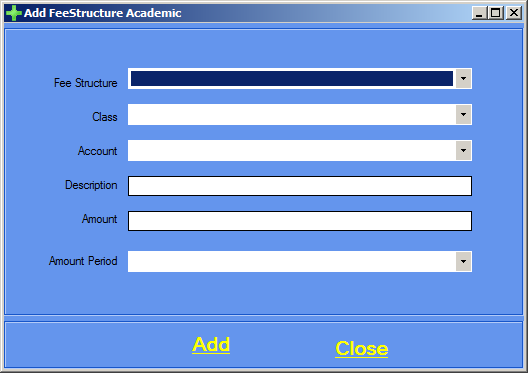 Add FeeStructure Academic
Fee Structure
Class
Account
Description
Amount
Amount Period
Add
Close